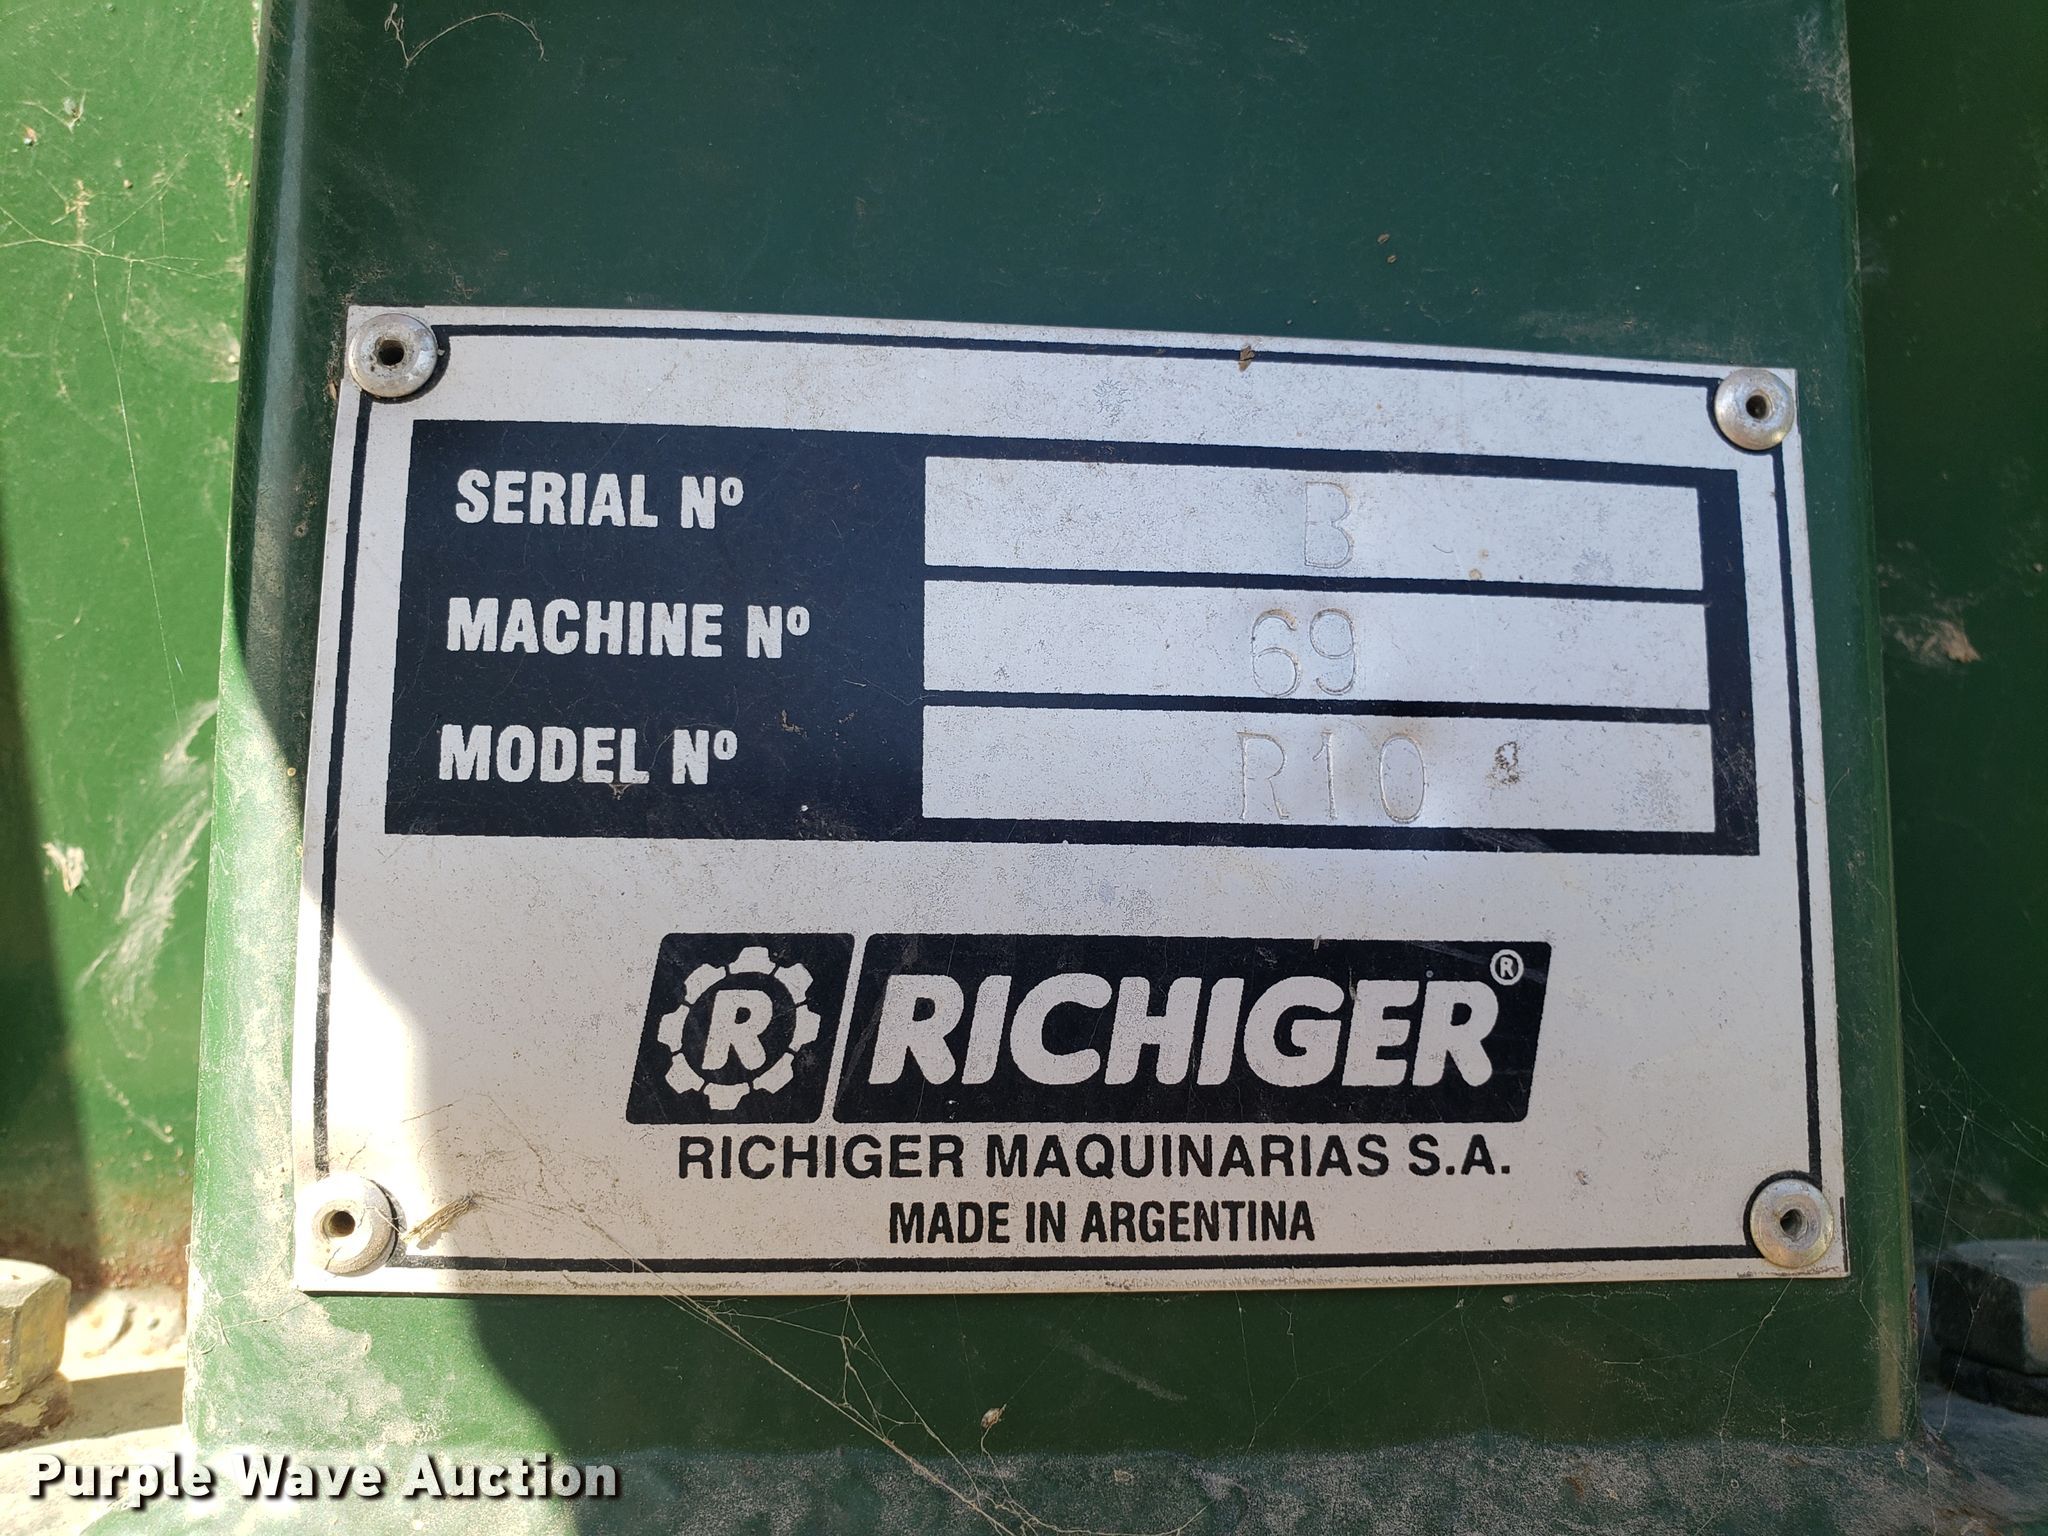 SERIAL Nº B
MACHINE Nº 69
MODEL Nº R10
R RICHIGER®
RICHIGER MAQUINARIAS S.A.
MADE IN ARGENTINA
Purple Wave Auction